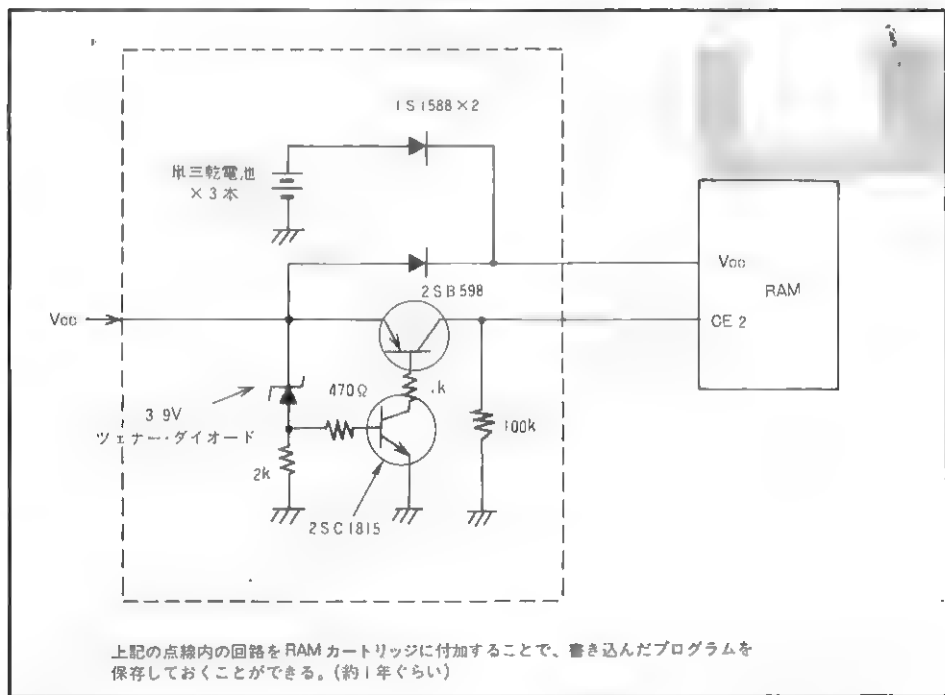 1S1588×2
単三乾電池
×3本
2SB598
Vcc
RAM
CE2
Vcc
470Ω
.k
3 9V
ツェナー・ダイオード
100k
2k
2SC1815
上記の点線内の回路をRAMカートリッジに付加することで、書き込んだプログラムを
保存しておくことができる。(約1年ぐらい)